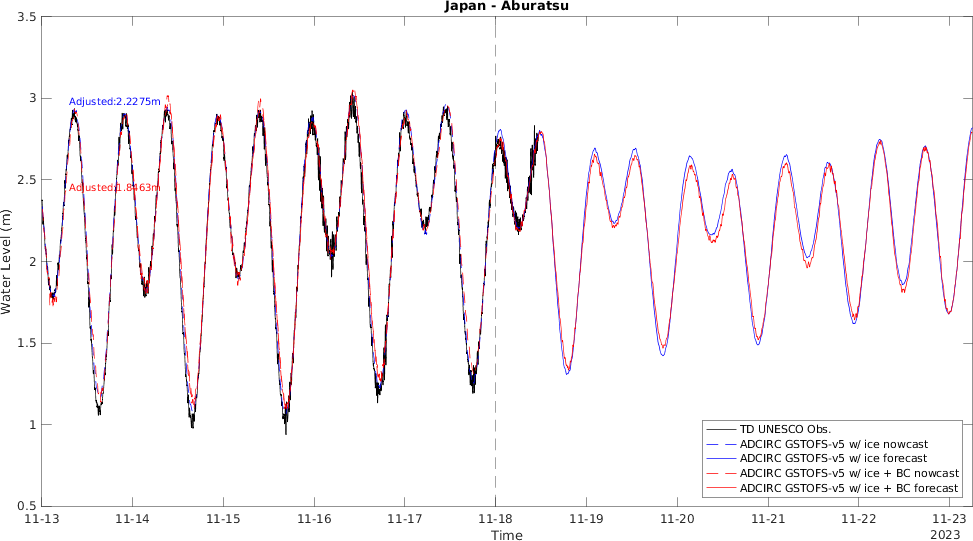 Japan - Aburatsu
3.5
3
2.5
2
1.5
1
0.5
Water Level (m)
Adjusted:2.2275m
Adjusted:1.8463m
TD UNESCO Obs.
ADCIRC GSTOFS-v5 w/ ice nowcast
ADCIRC GSTOFS-v5 w/ ice forecast
ADCIRC GSTOFS-v5 w/ ice + BC nowcast
ADCIRC GSTOFS-v5 w/ ice + BC forecast
11-13 11-14 11-15 11-16 11-17 11-18 11-19 11-20 11-21 11-22 11-23
2023
Time